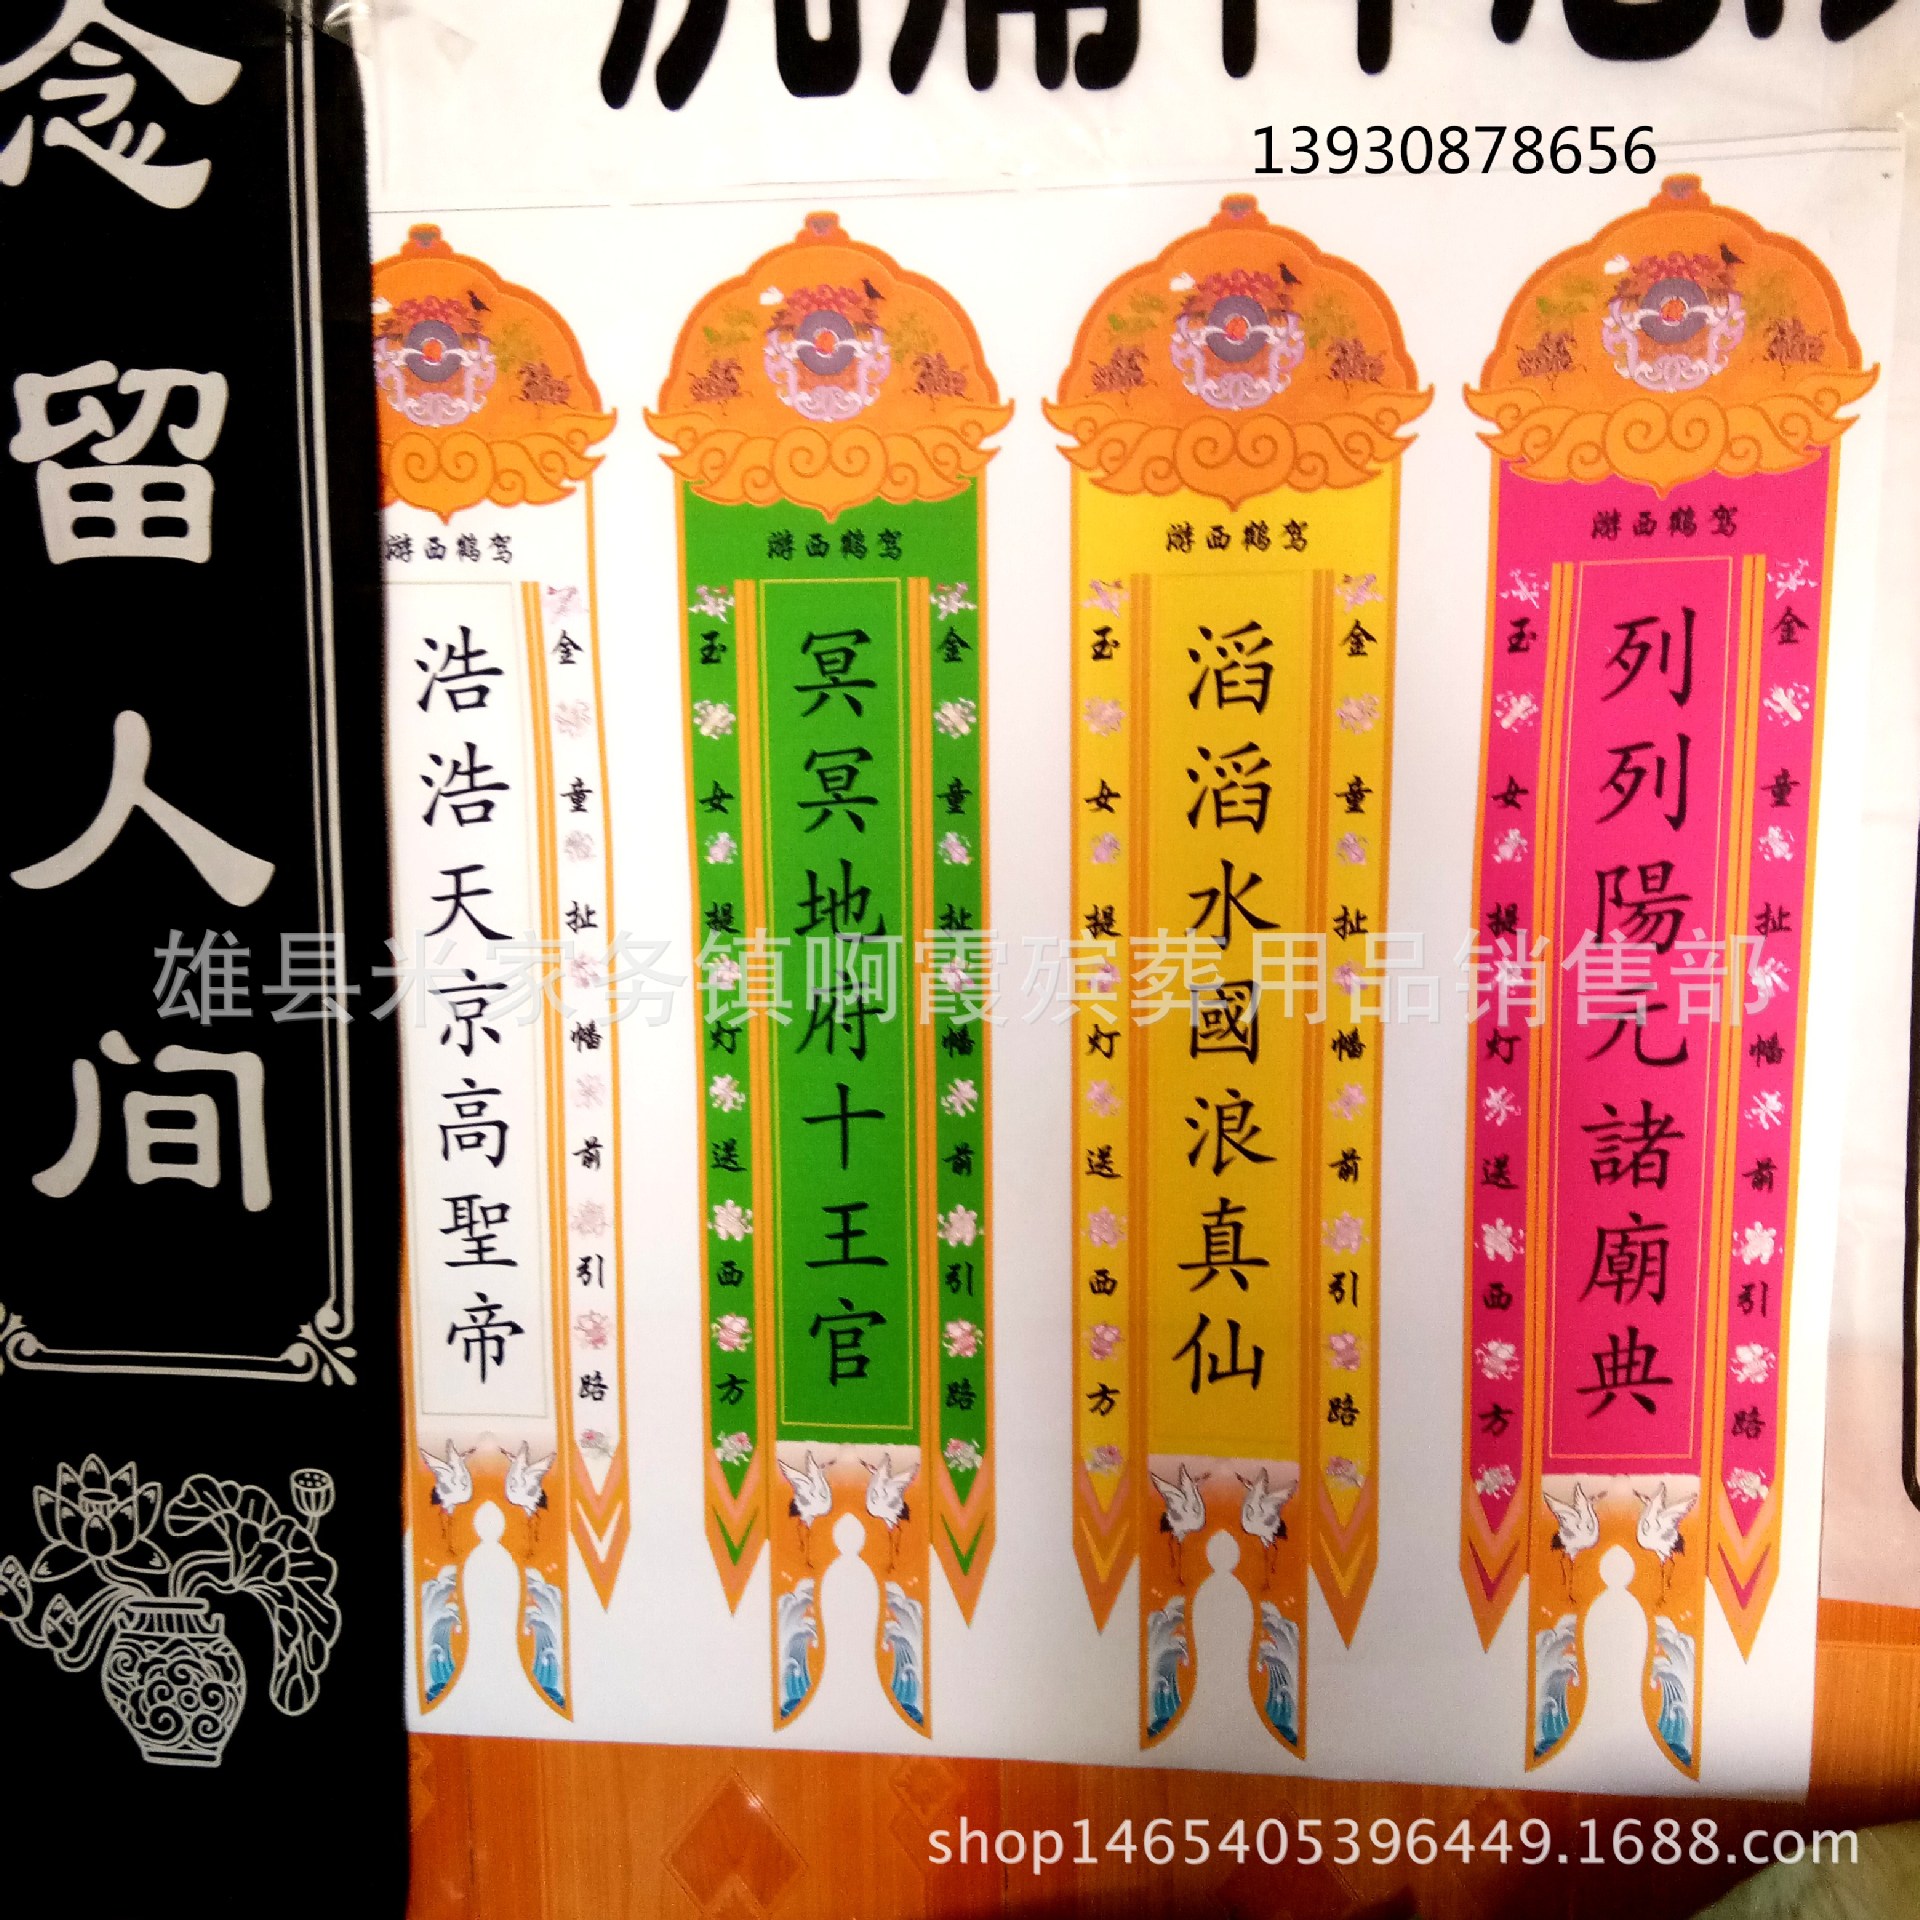 13930878656
念留人间
游西鶴驾
浩浩天京高聖帝
金童扯幡前引路
游西鶴驾
玉女提灯送西方
冥冥地府十王官
金童扯幡前引路
游西鶴驾
玉女提灯送西方
滔滔水國浪真仙
金童扯幡前引路
游西鶴驾
玉女提灯送西方
列列陽元諸廟典
金童扯幡前引路
雄县米家务镇啊霞殡葬用品销售部
shop1465405396449.1688.com